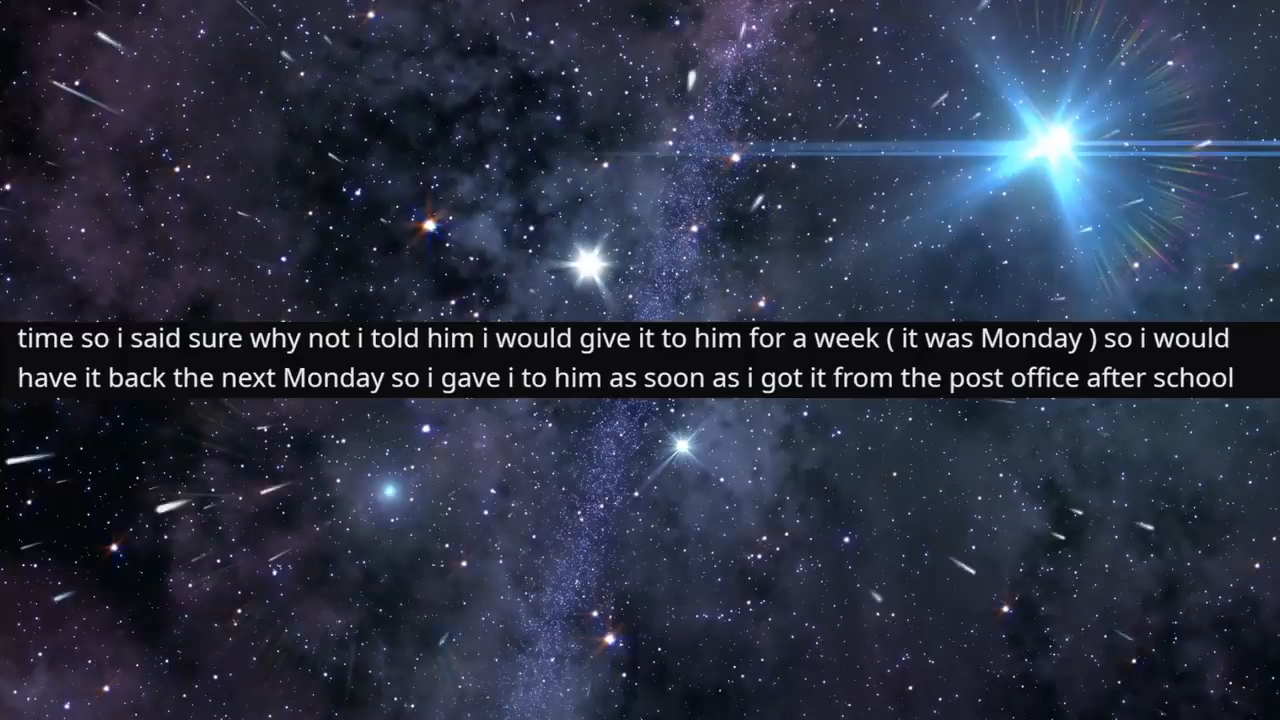 time so i said sure why not i told him i would give it to him for a week ( it was Monday ) so i would
have it back the next Monday so i gave i to him as soon as i got it from the post office after school